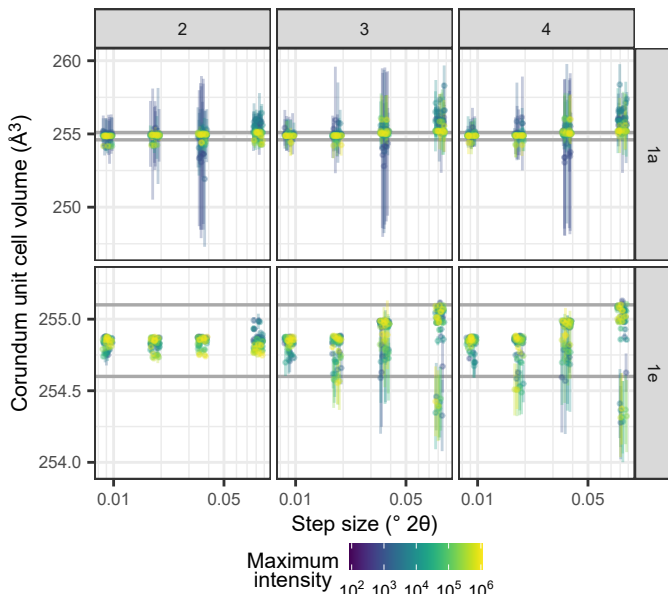 2 3 4
260
255
250
1a
255.0
254.5
254.0
1e
Corundum unit cell volume (Å³)
0.01 0.05 0.01 0.05 0.01 0.05
Step size (° 2θ)
Maximum
intensity
10² 10³ 10⁴ 10⁵ 10⁶